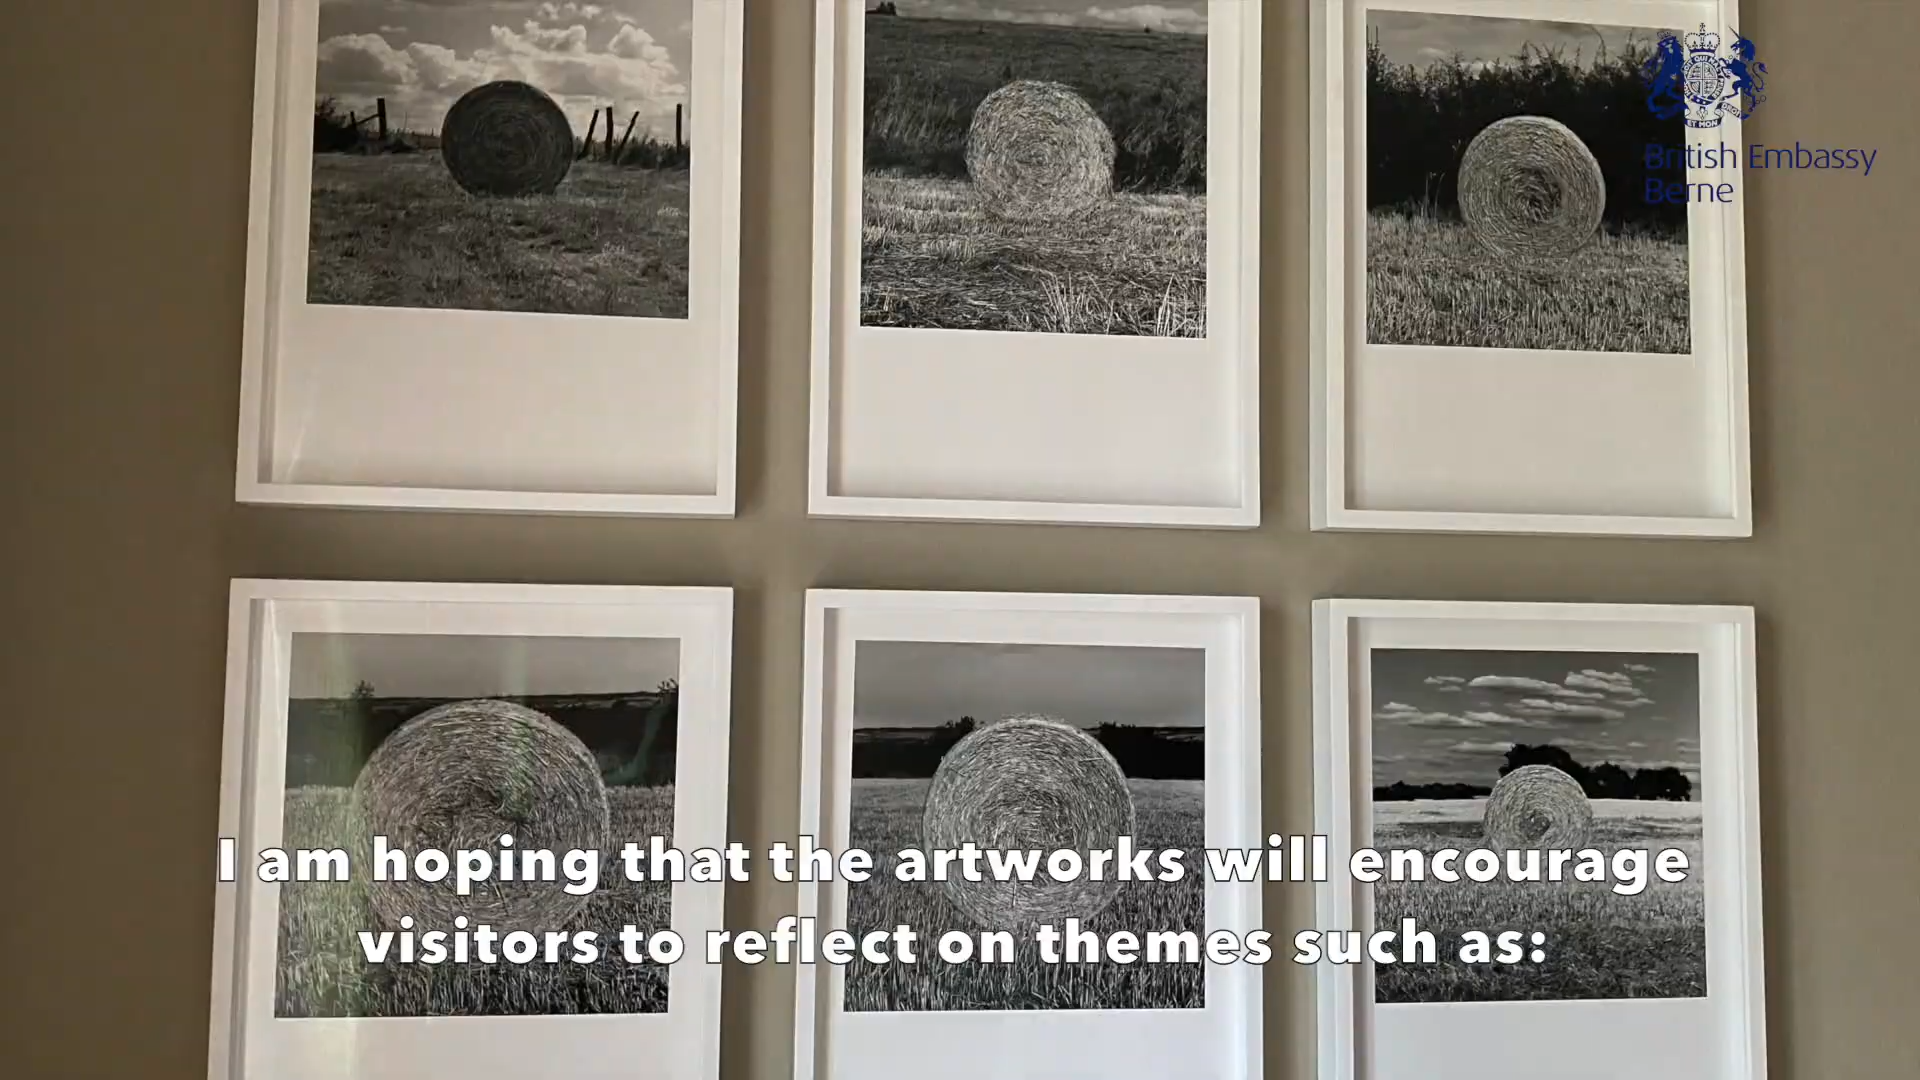 British Embassy
Berne
I am hoping that the artworks will encourage
visitors to reflect on themes such as: